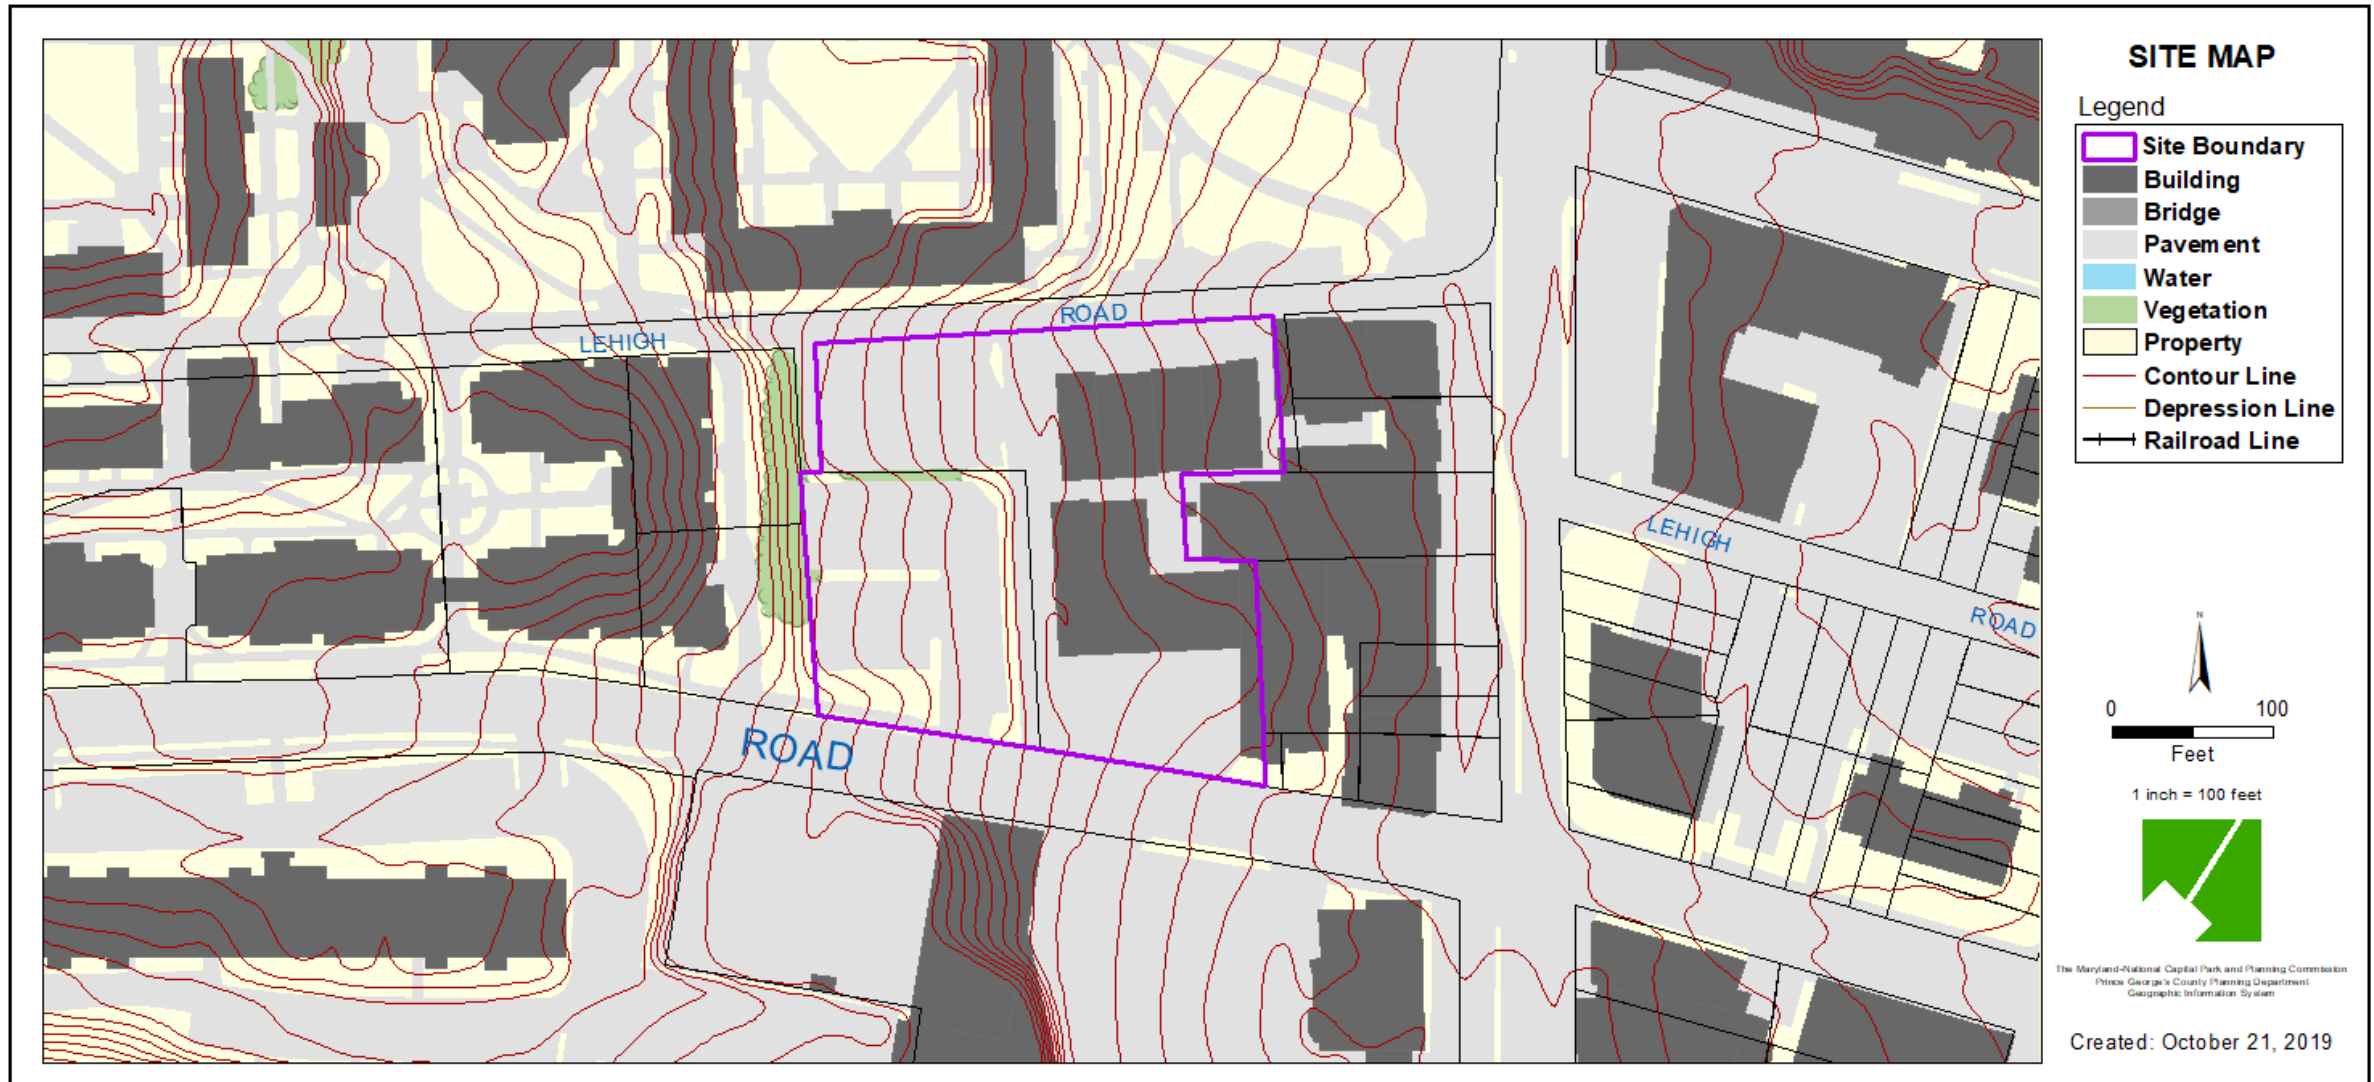 SITE MAP
Legend
Site Boundary
Building
Bridge
Pavement
Water
Vegetation
Property
Contour Line
Depression Line
Railroad Line
LEHIGH
ROAD
ROAD
LEHIGH
ROAD
N
0 100
Feet
1 inch = 100 feet
The Maryland-National Capital Park and Planning Commission
Prince George's County Planning Department
Geographic Information System
Created: October 21, 2019